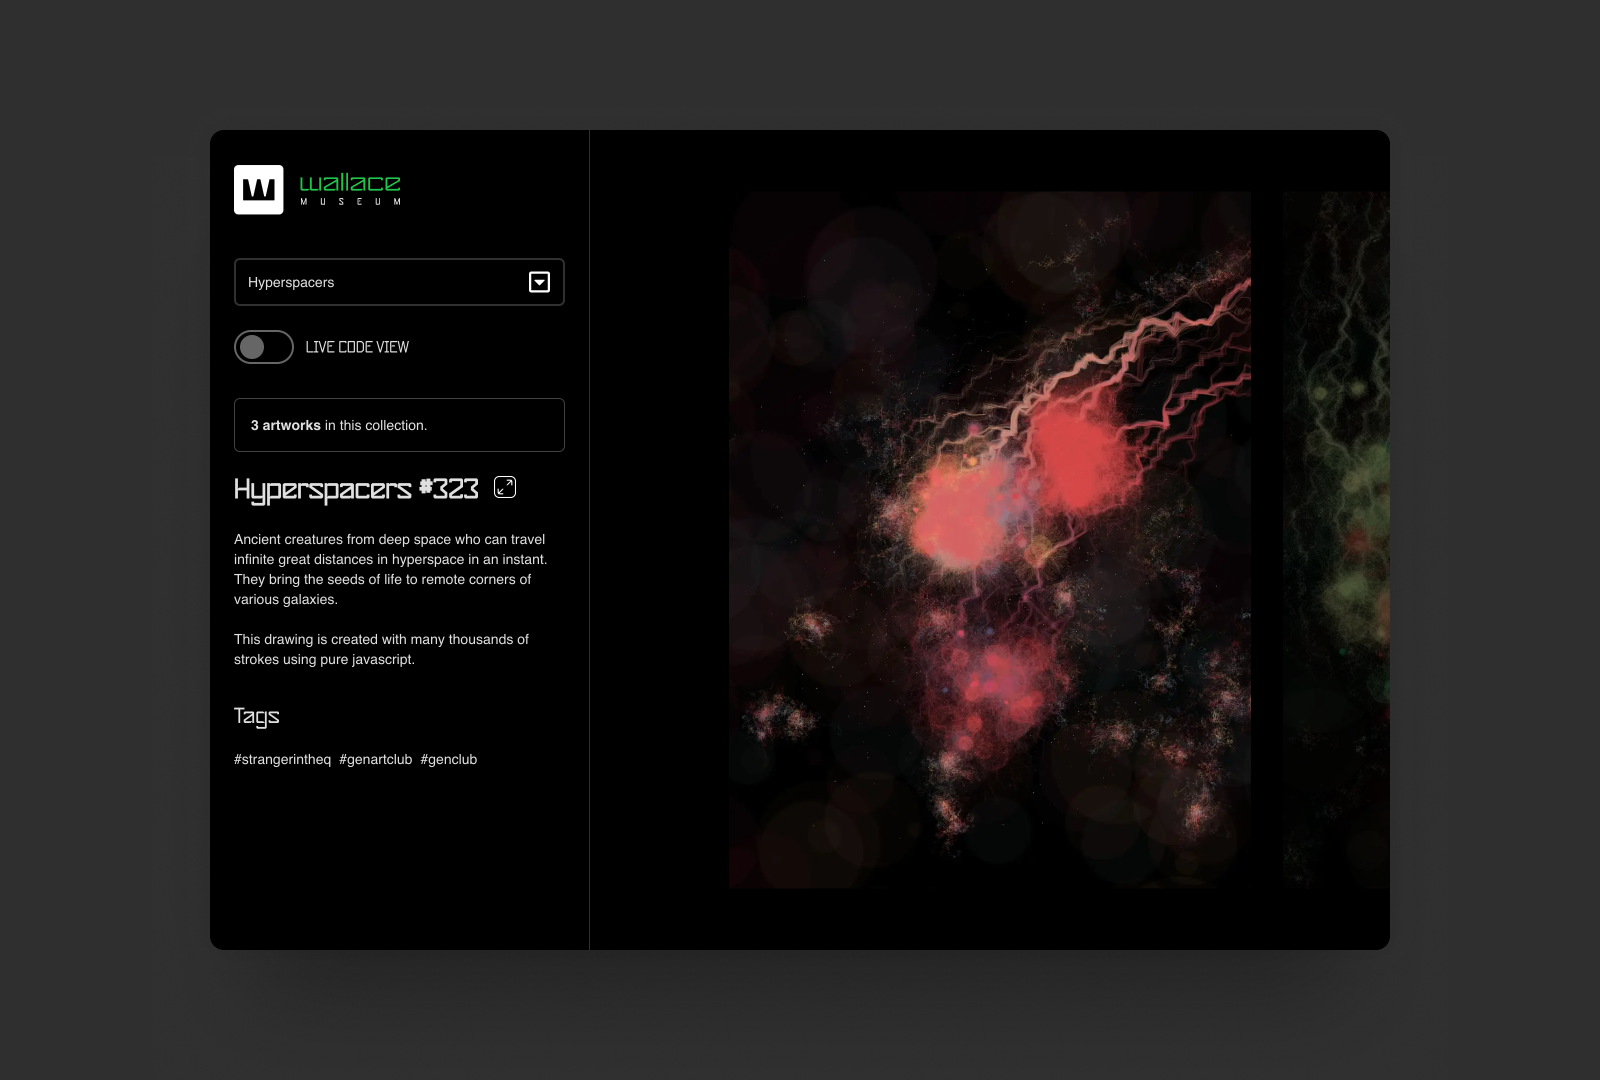 W
wallace
MUSEUM
Hyperspacers
LIVE CODE VIEW
3 artworks in this collection.
Hyperspacers #323
Ancient creatures from deep space who can travel
infinite great distances in hyperspace in an instant.
They bring the seeds of life to remote corners of
various galaxies.
This drawing is created with many thousands of
strokes using pure javascript.
Tags
#strangerintheq #genartclub #genclub